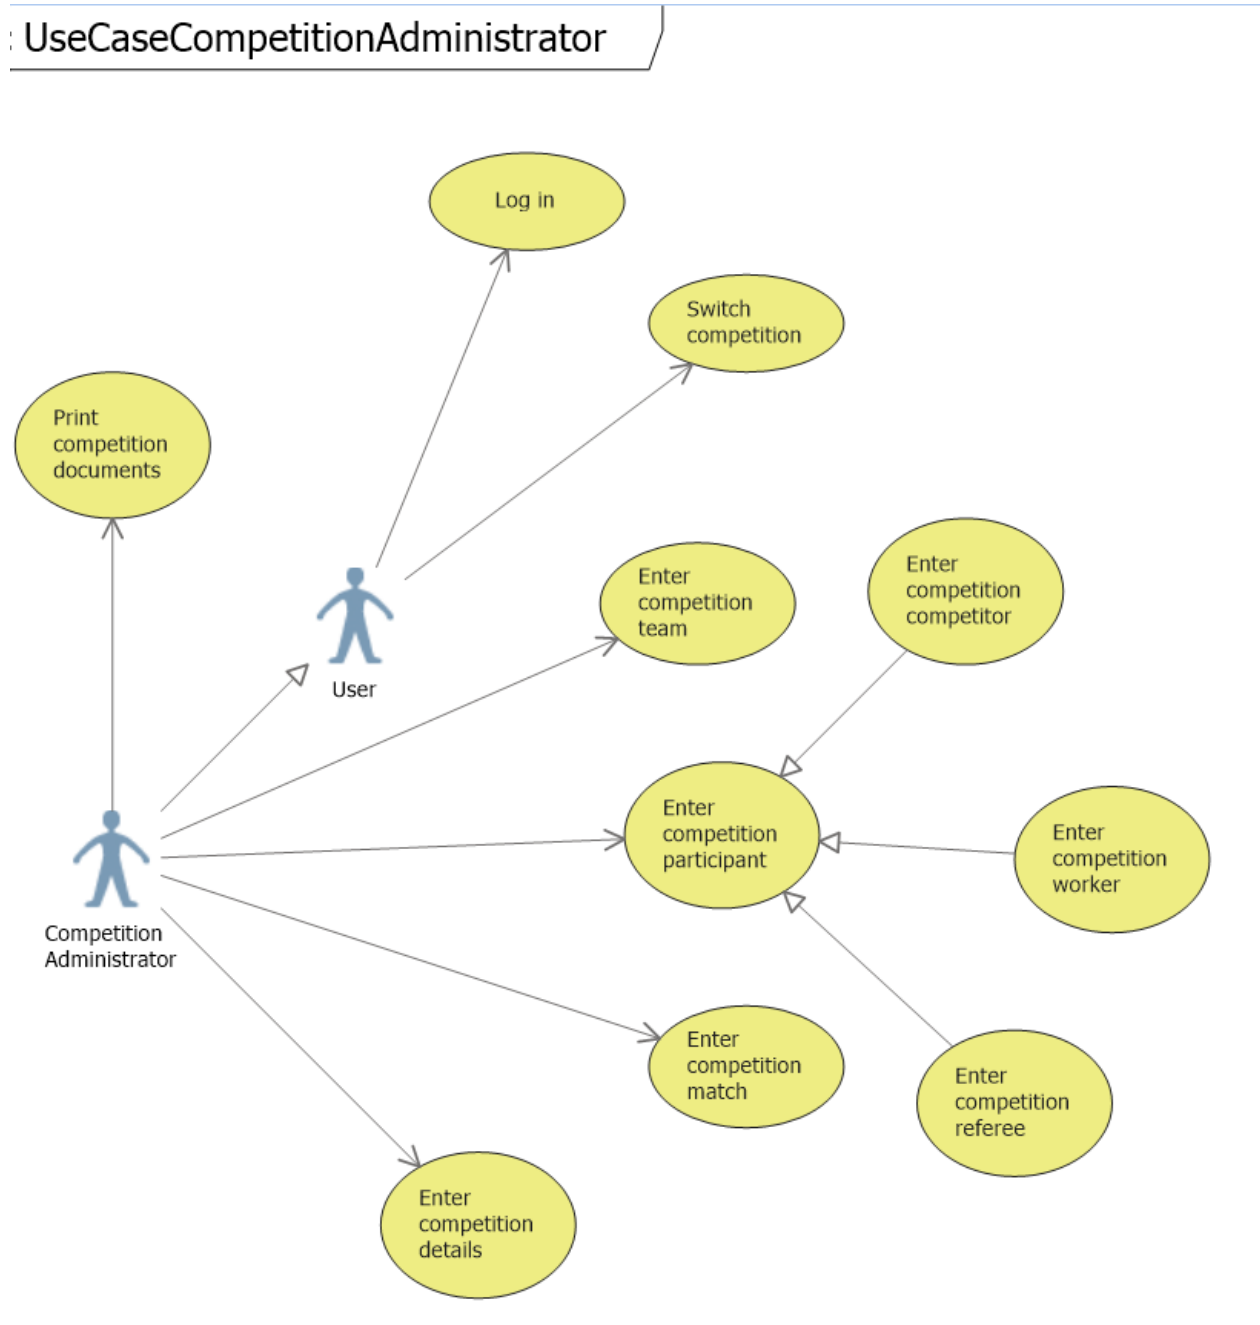 : UseCaseCompetitionAdministrator
Log in
Switch
competition
Print
competition
documents
Enter
competition
team
Enter
competition
competitor
User
Enter
competition
participant
Enter
competition
worker
Competition
Administrator
Enter
competition
match
Enter
competition
referee
Enter
competition
details